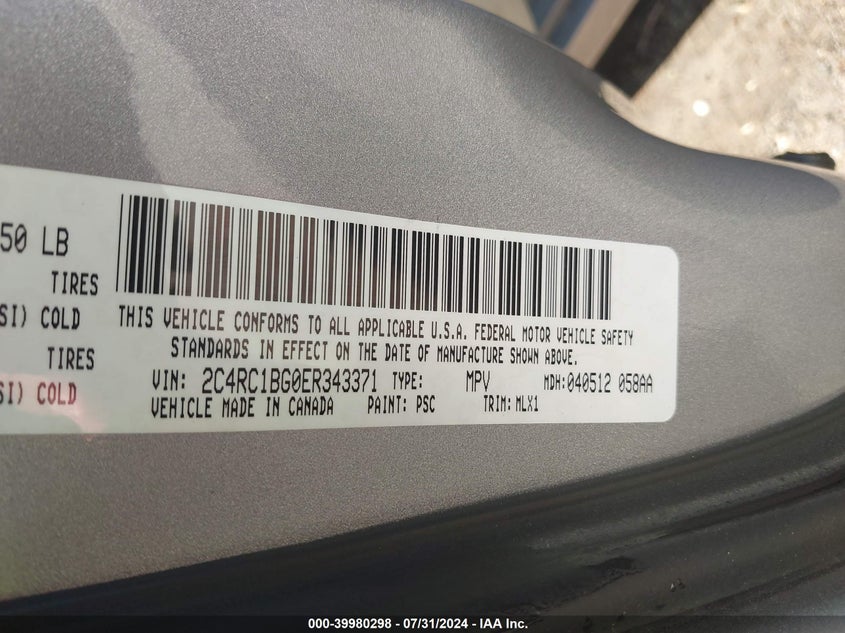 50 LB
TIRES
SI) COLD
TIRES
SI) COLD
THIS VEHICLE CONFORMS TO ALL APPLICABLE U.S.A. FEDERAL MOTOR VEHICLE SAFETY
STANDARDS IN EFFECT ON THE DATE OF MANUFACTURE SHOWN ABOVE.
VIN: 2C4RC1BG0ER343371 TYPE: MPV MDH:040512 058AA
VEHICLE MADE IN CANADA PAINT: PSC TRIM: MLX1
000-39980298 - 07/31/2024 - IAA Inc.